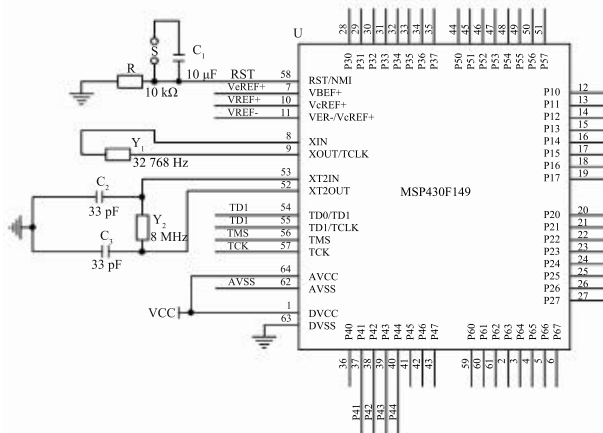 U
28 29 30 31 32 33 34 35 44 45 46 47 48 49 50 51
P30 P31 P32 P33 P34 P35 P36 P37 P50 P51 P52 P53 P54 P55 P56 P57
S
C1
10 μF
R
10 kΩ
RST 58 RST/NMI
VcREF+ 7 VBEF+
VREF+ 10 VcREF+
VREF- 11 VER-/VcREF+
8 XIN
Y1
32 768 Hz
9 XOUT/TCLK
53 XT2IN
52 XT2OUT
C2
33 pF
Y2
8 MHz
C3
33 pF
TD1 54 TD0/TD1
TD1 55 TD1/TCLK
TMS 56 TMS
TCK 57 TCK
64 AVCC
AVSS 62 AVSS
VCC
1 DVCC
63 DVSS
MSP430F149
P10 12
P11 13
P12 14
P13 15
P14 16
P15 17
P16 18
P17 19
P20 20
P21 21
P22 22
P23 23
P24 24
P25 25
P26 26
P27 27
P40 P41 P42 P43 P44 P45 P46 P47 P60 P61 P62 P63 P64 P65 P66 P67
36 37 38 39 40 41 42 43 59 60 61 2 3 4 5 6
P41 P42 P43 P44